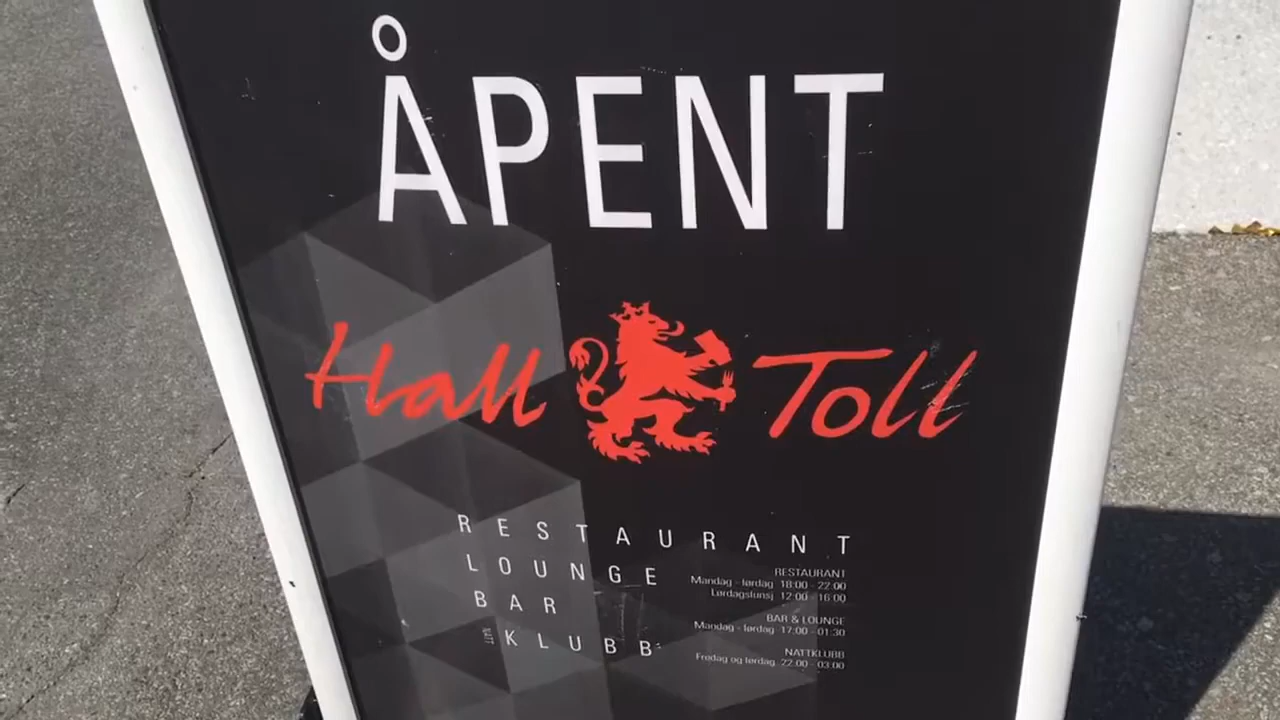 ÅPENT
Hall Toll
RESTAURANT
LOUNGE
BAR
NATTKLUBB
RESTAURANT
Mandag - lørdag 18:00 - 22:00
Lørdagslunsj 12:00 - 16:00
BAR & LOUNGE
Mandag - lørdag 17:00 - 01:30
NATTKLUBB
Fredag og lørdag 22:00 - 03:00